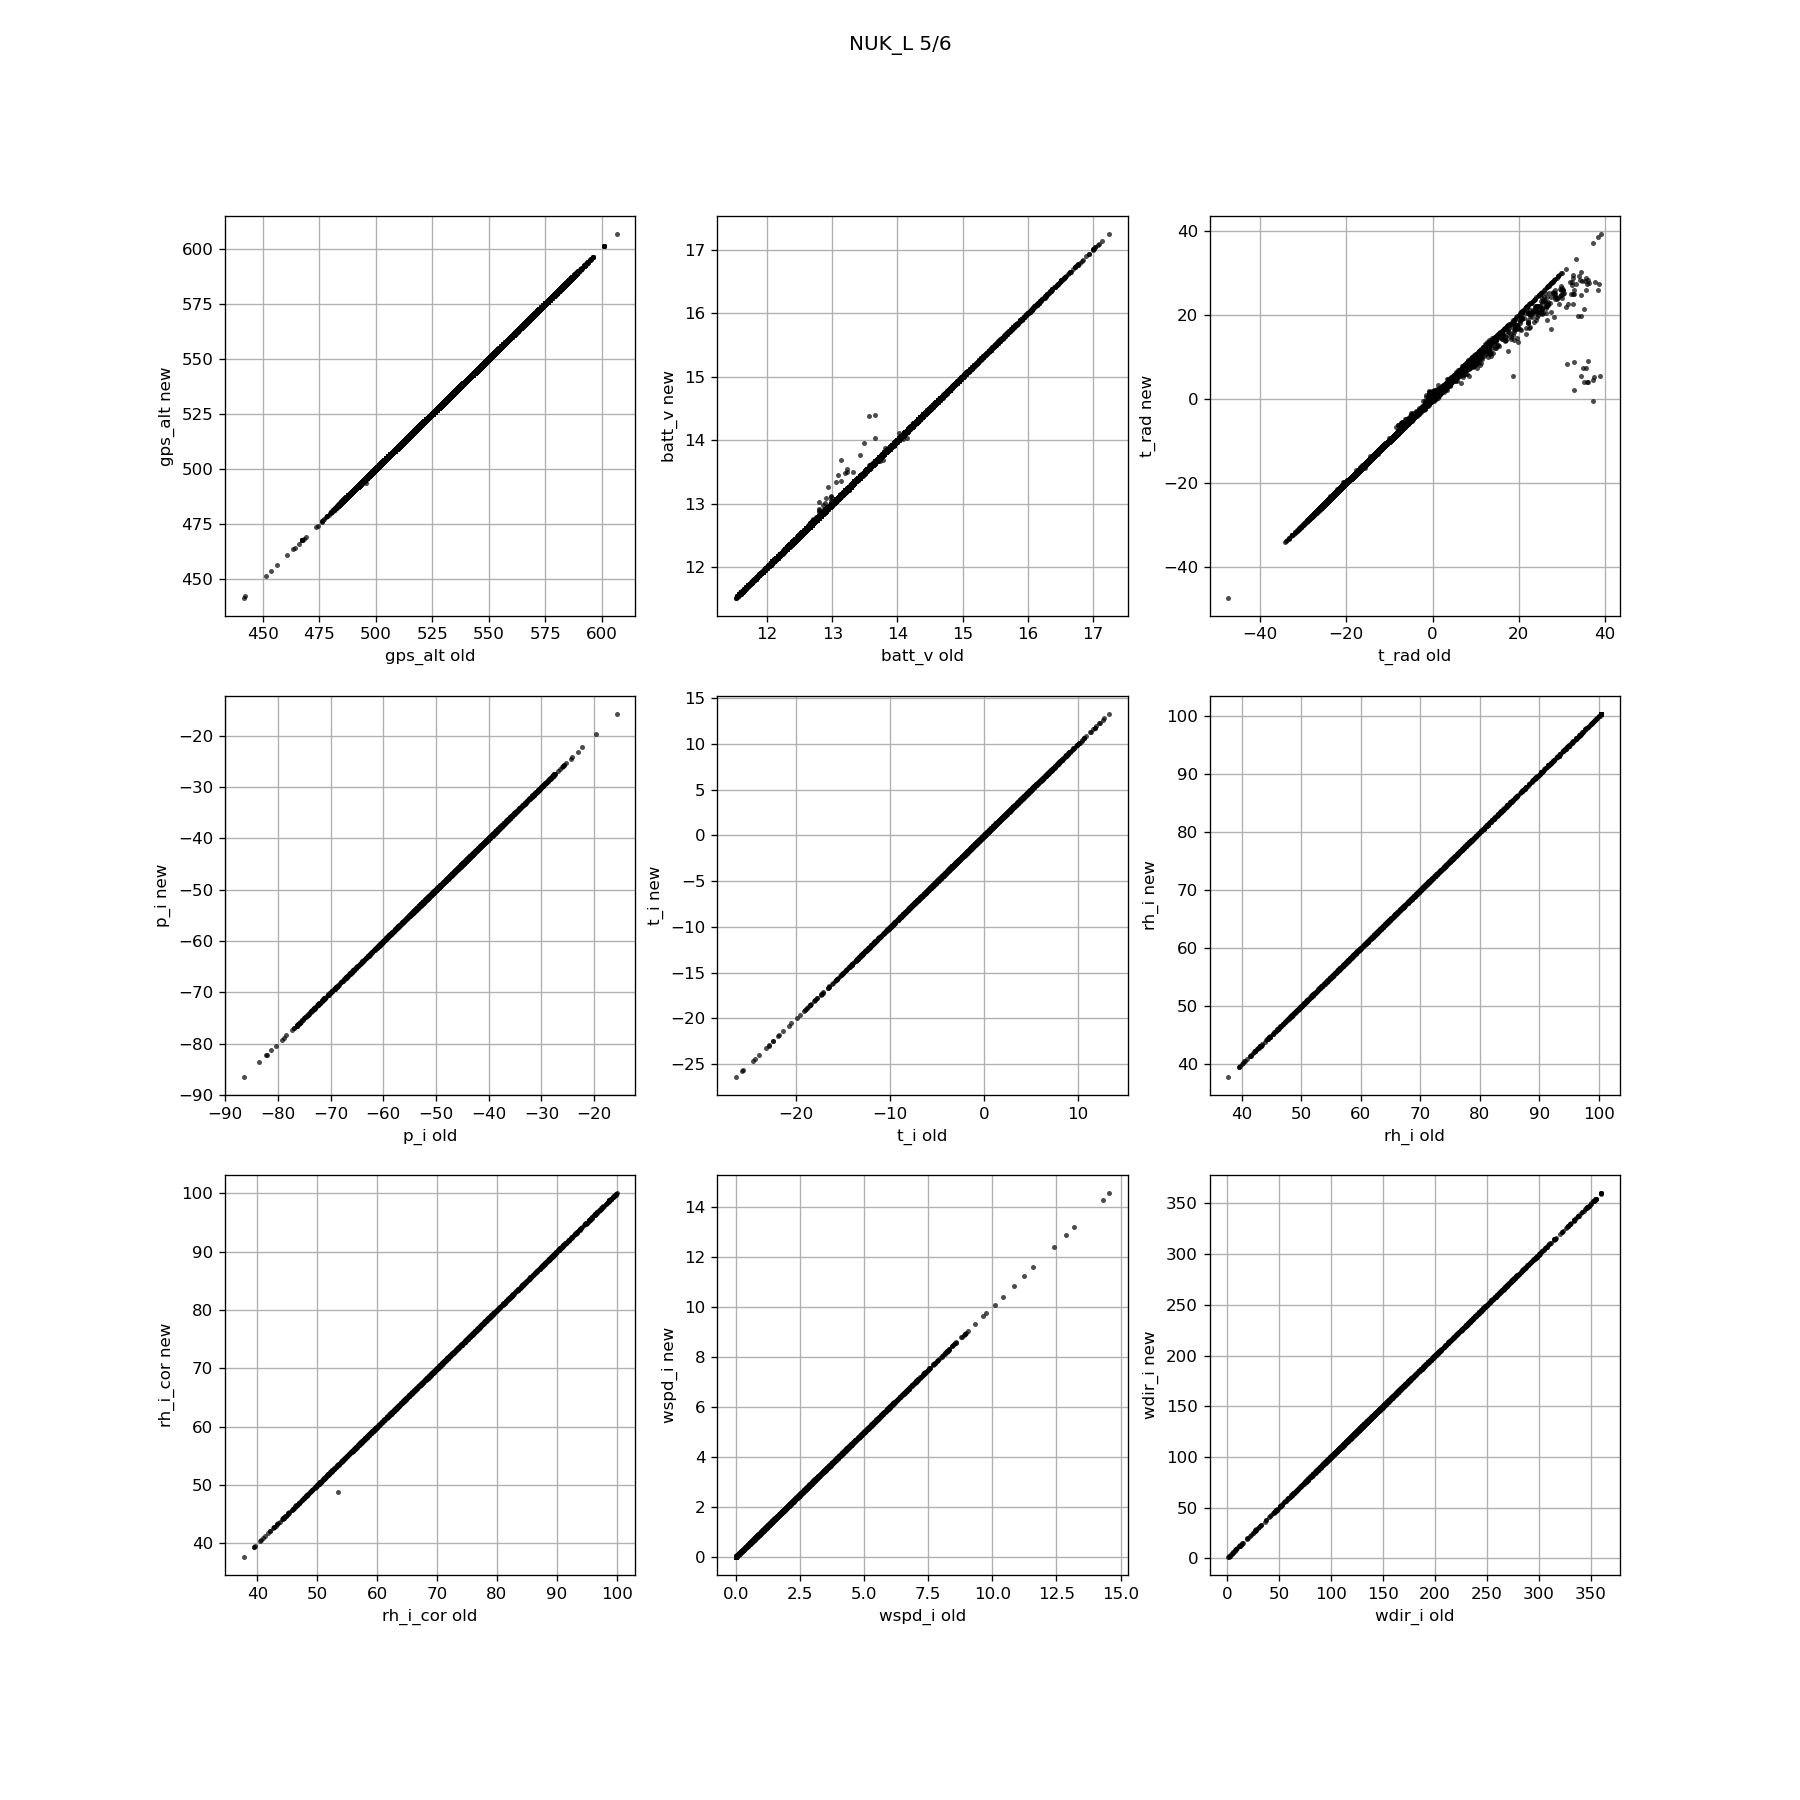 NUK_L 5/6
600
575
550
525
500
475
450
gps_alt new
450 475 500 525 550 575 600
gps_alt old
17
16
15
14
13
12
batt_v new
12 13 14 15 16 17
batt_v old
40
20
0
−20
−40
t_rad new
−40 −20 0 20 40
t_rad old
−20
−30
−40
−50
−60
−70
−80
−90
p_i new
−90 −80 −70 −60 −50 −40 −30 −20
p_i old
15
10
5
0
−5
−10
−15
−20
−25
t_i new
−20 −10 0 10
t_i old
100
90
80
70
60
50
40
rh_i new
40 50 60 70 80 90 100
rh_i old
100
90
80
70
60
50
40
rh_i_cor new
40 50 60 70 80 90 100
rh_i_cor old
14
12
10
8
6
4
2
0
wspd_i new
0.0 2.5 5.0 7.5 10.0 12.5 15.0
wspd_i old
350
300
250
200
150
100
50
0
wdir_i new
0 50 100 150 200 250 300 350
wdir_i old